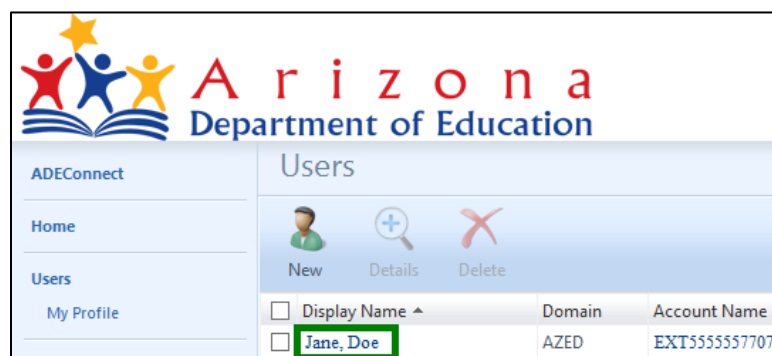 Arizona
Department of Education
ADEConnect
Home
Users
My Profile
Users
New Details Delete
Display Name Domain Account Name
Jane, Doe AZED EXT5555557707